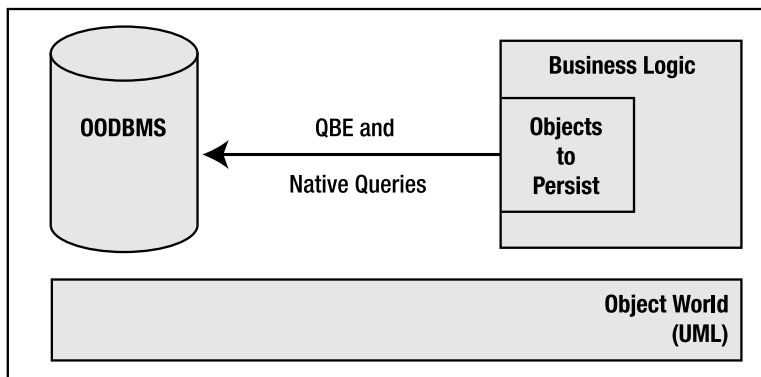 OODBMS
QBE and
Native Queries
Business Logic
Objects
to
Persist
Object World
(UML)